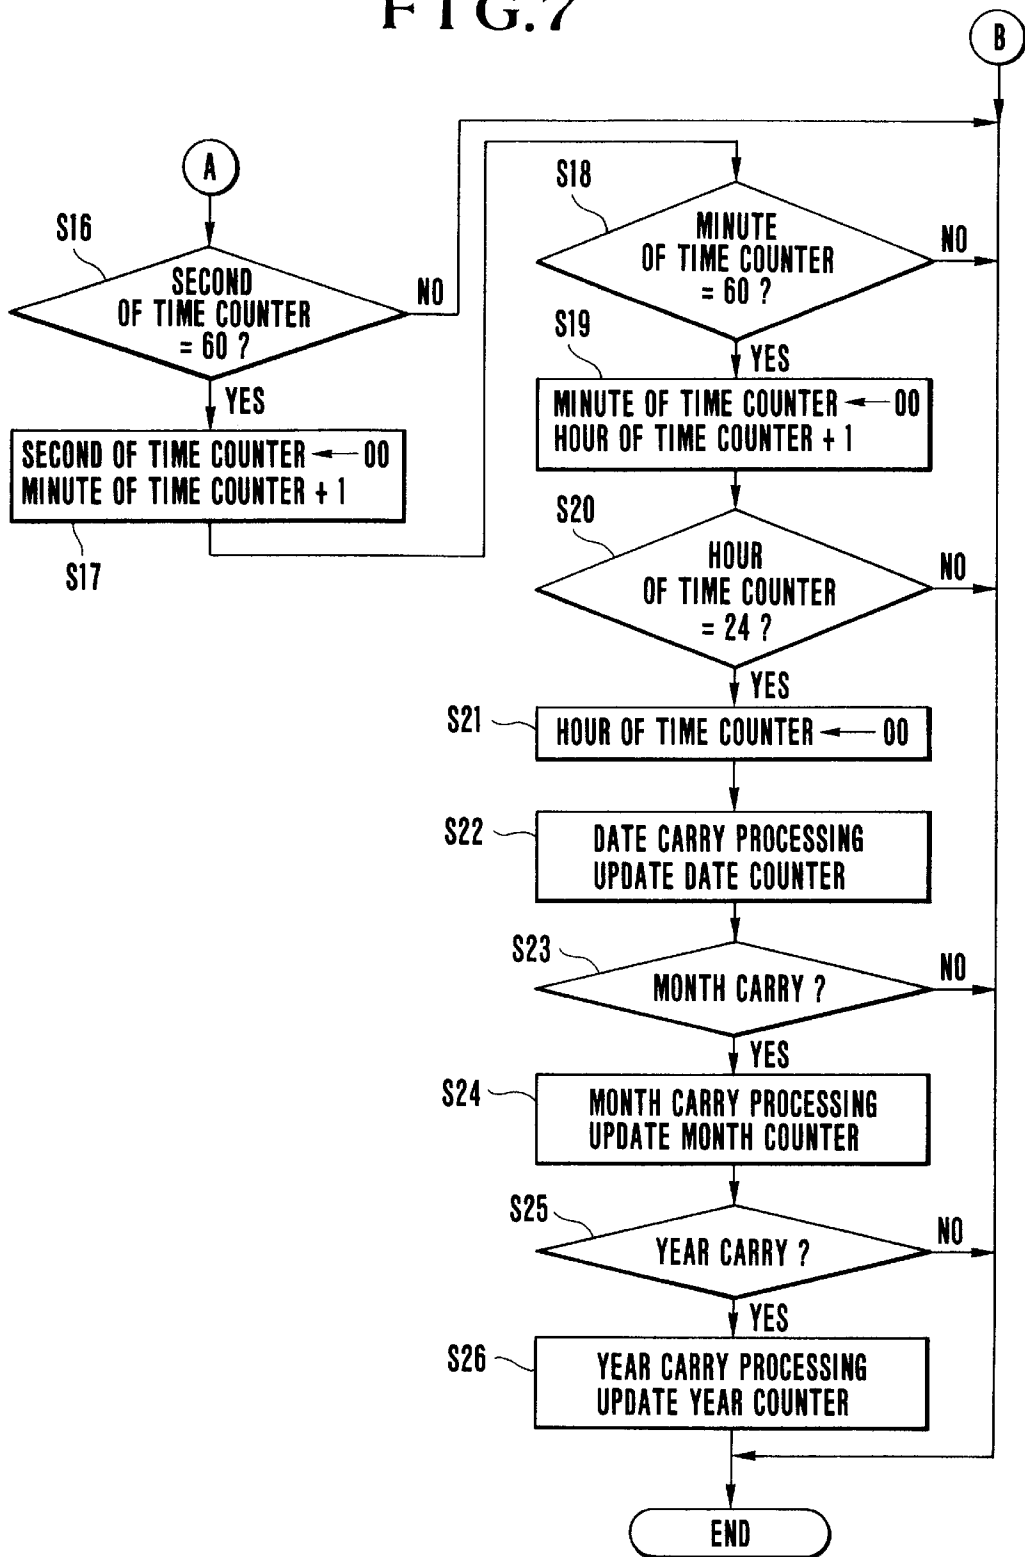 FIG.7
B
A
S16
SECOND
OF TIME COUNTER
= 60 ?
NO
YES
SECOND OF TIME COUNTER ← 00
MINUTE OF TIME COUNTER + 1
S17
S18
MINUTE
OF TIME COUNTER
= 60 ?
NO
S19
YES
MINUTE OF TIME COUNTER ← 00
HOUR OF TIME COUNTER + 1
S20
HOUR
OF TIME COUNTER
= 24 ?
NO
YES
S21
HOUR OF TIME COUNTER ← 00
S22
DATE CARRY PROCESSING
UPDATE DATE COUNTER
S23
MONTH CARRY ?
NO
YES
S24
MONTH CARRY PROCESSING
UPDATE MONTH COUNTER
S25
YEAR CARRY ?
NO
YES
S26
YEAR CARRY PROCESSING
UPDATE YEAR COUNTER
END